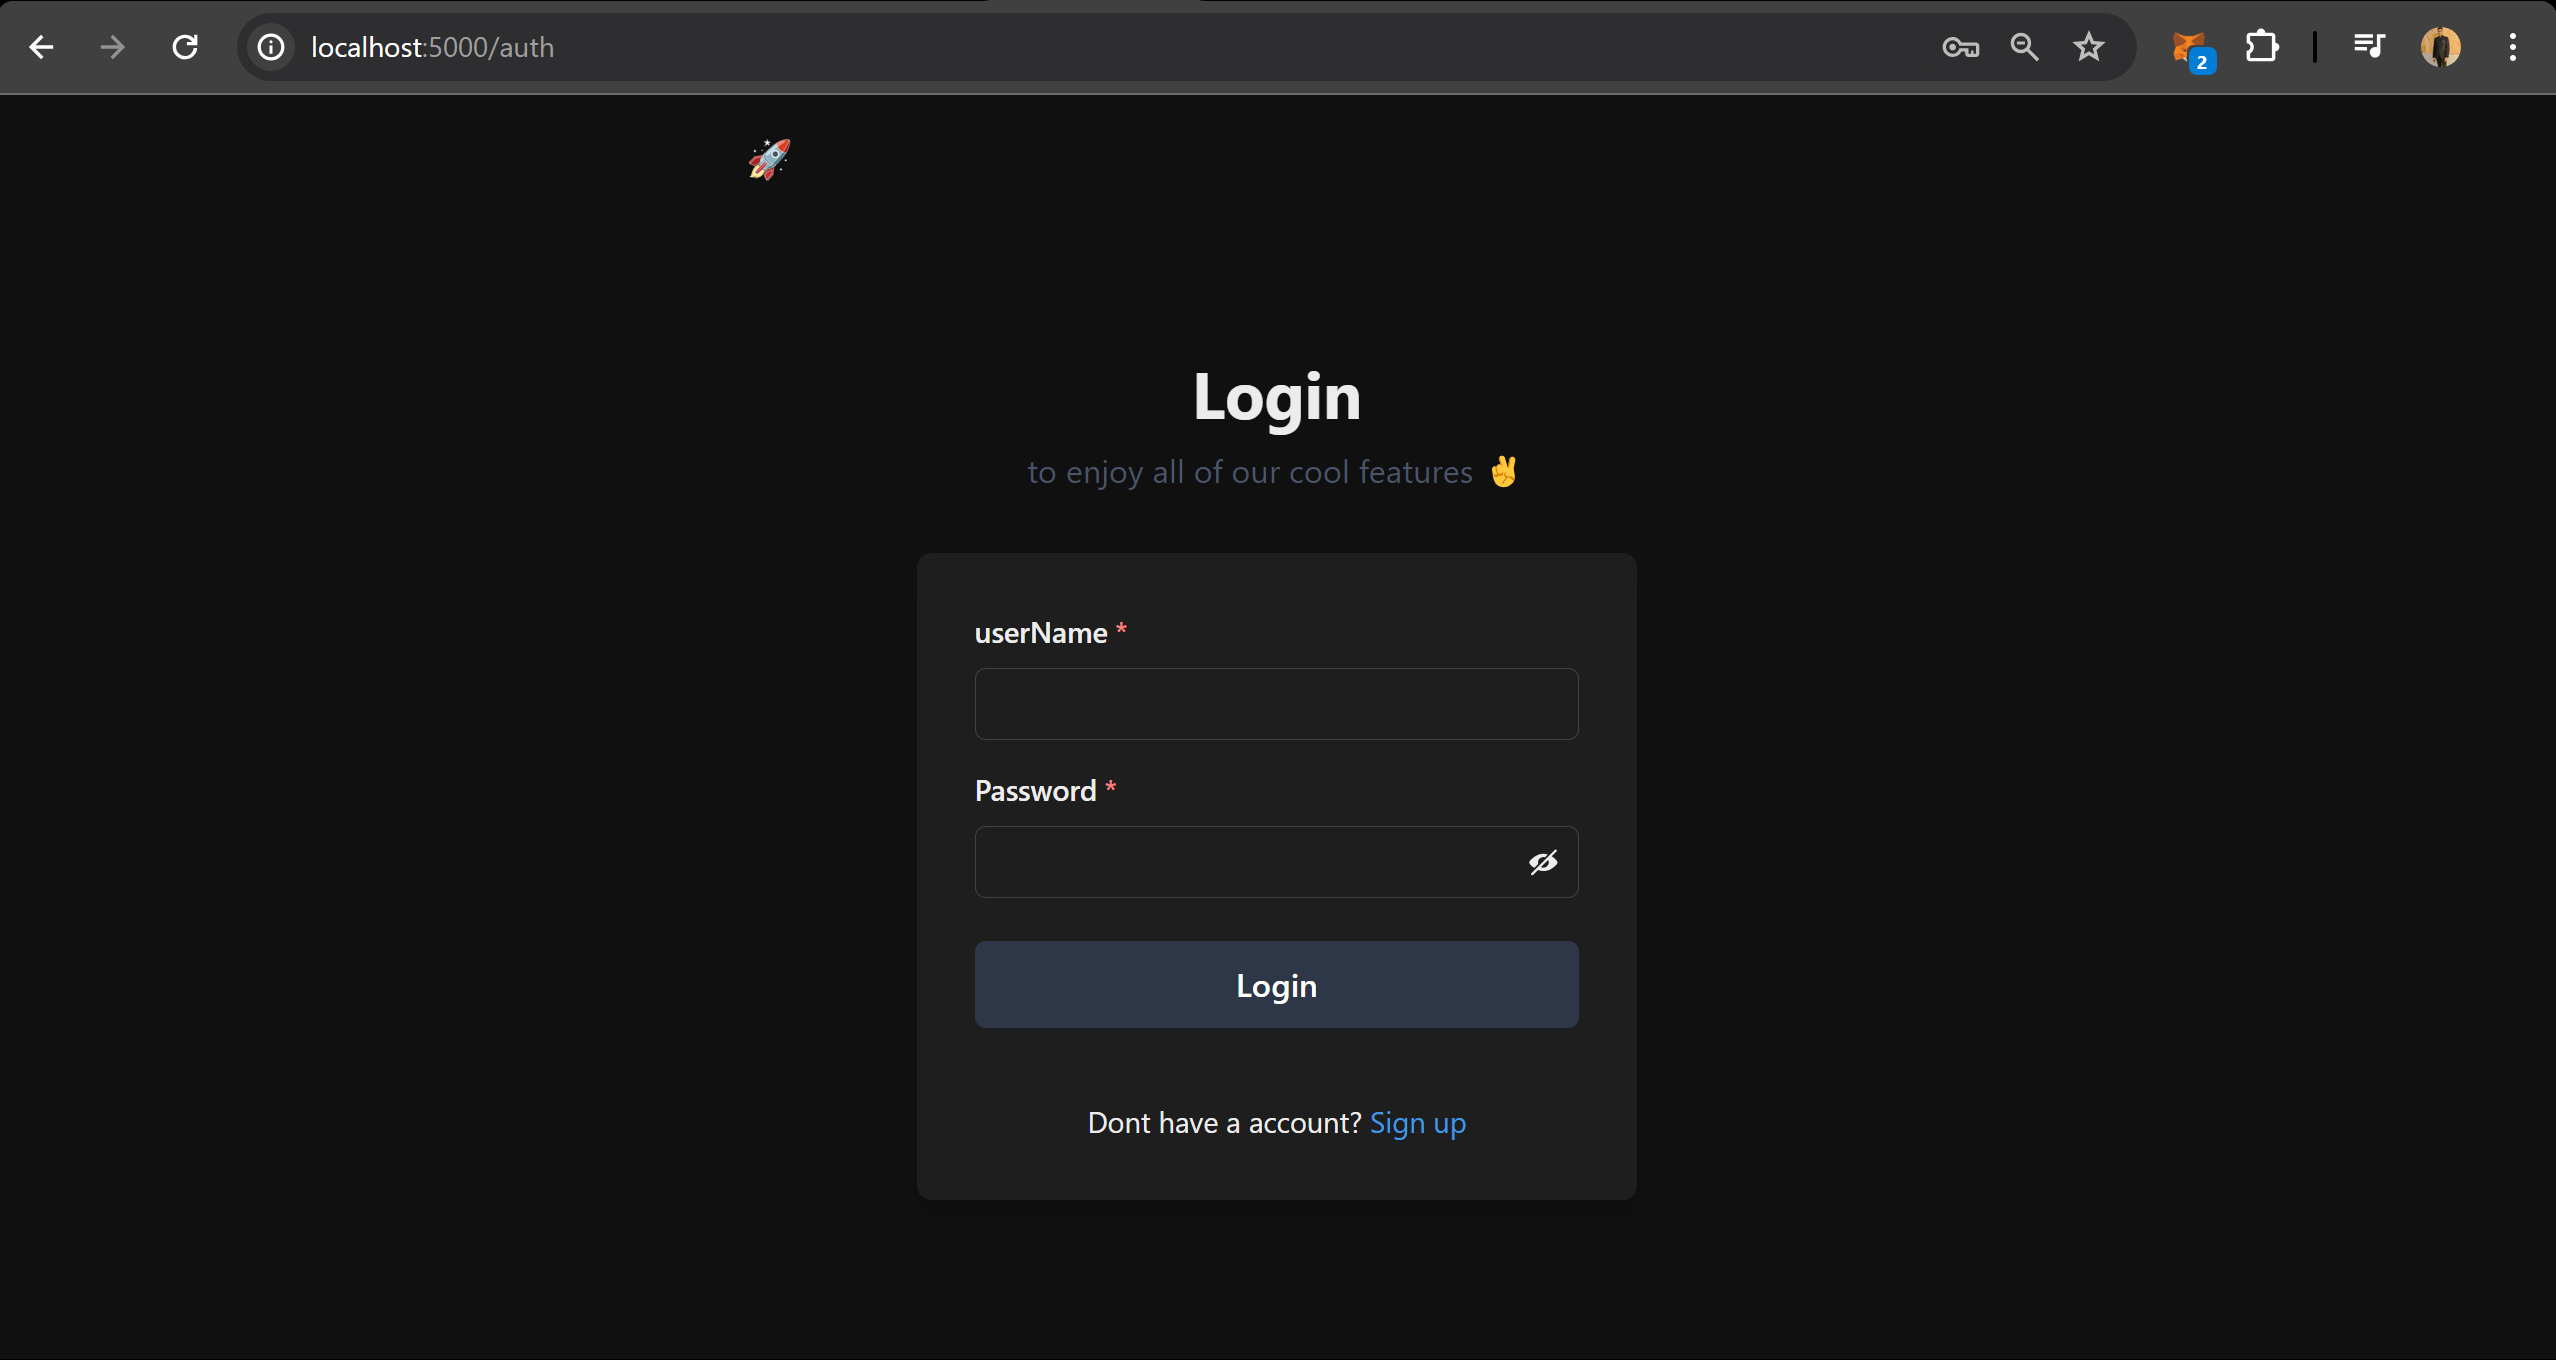 localhost:5000/auth
2
Login
to enjoy all of our cool features ✌️
userName *
Password *
Login
Dont have a account? Sign up